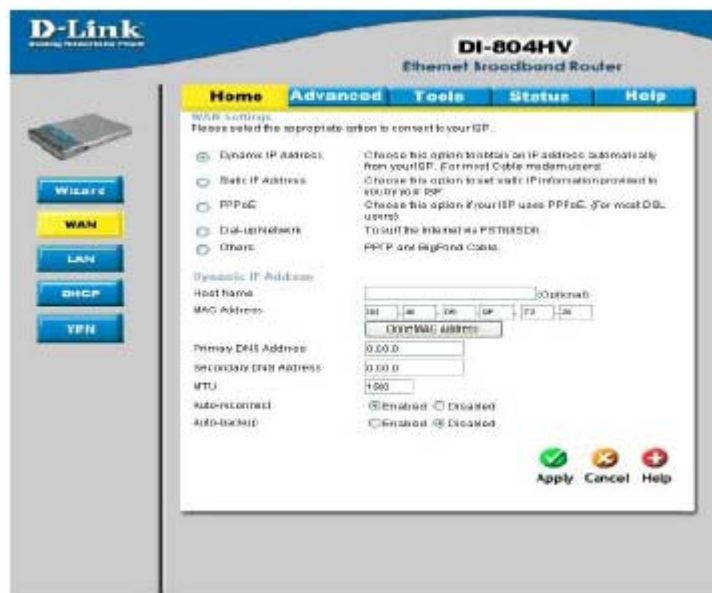 D-Link
Building Networks for People
DI-804HV
Ethernet Broadband Router
Home Advanced Tools Status Help
WAN Settings
Please select the appropriate option to connect to your ISP.
Dynamic IP Address Choose this option to obtain an IP address automatically
from your ISP. (For most Cable modem users)
Static IP Address Choose this option to set static IP information provided to
you by your ISP.
PPPoE Choose this option if your ISP uses PPPoE. (For most DSL
users)
Dial-up Network To surf the Internet via PSTN/ISDN.
Others PPTP and BigPond Cable.
Wizard
WAN
LAN
DHCP
VPN
Dynamic IP Address
Host Name (Optional)
MAC Address
Clone MAC Address
Primary DNS Address 0.0.0.0
Secondary DNS Address 0.0.0.0
MTU 1500
Auto-reconnect Enabled Disabled
Auto-backup Enabled Disabled
Apply Cancel Help